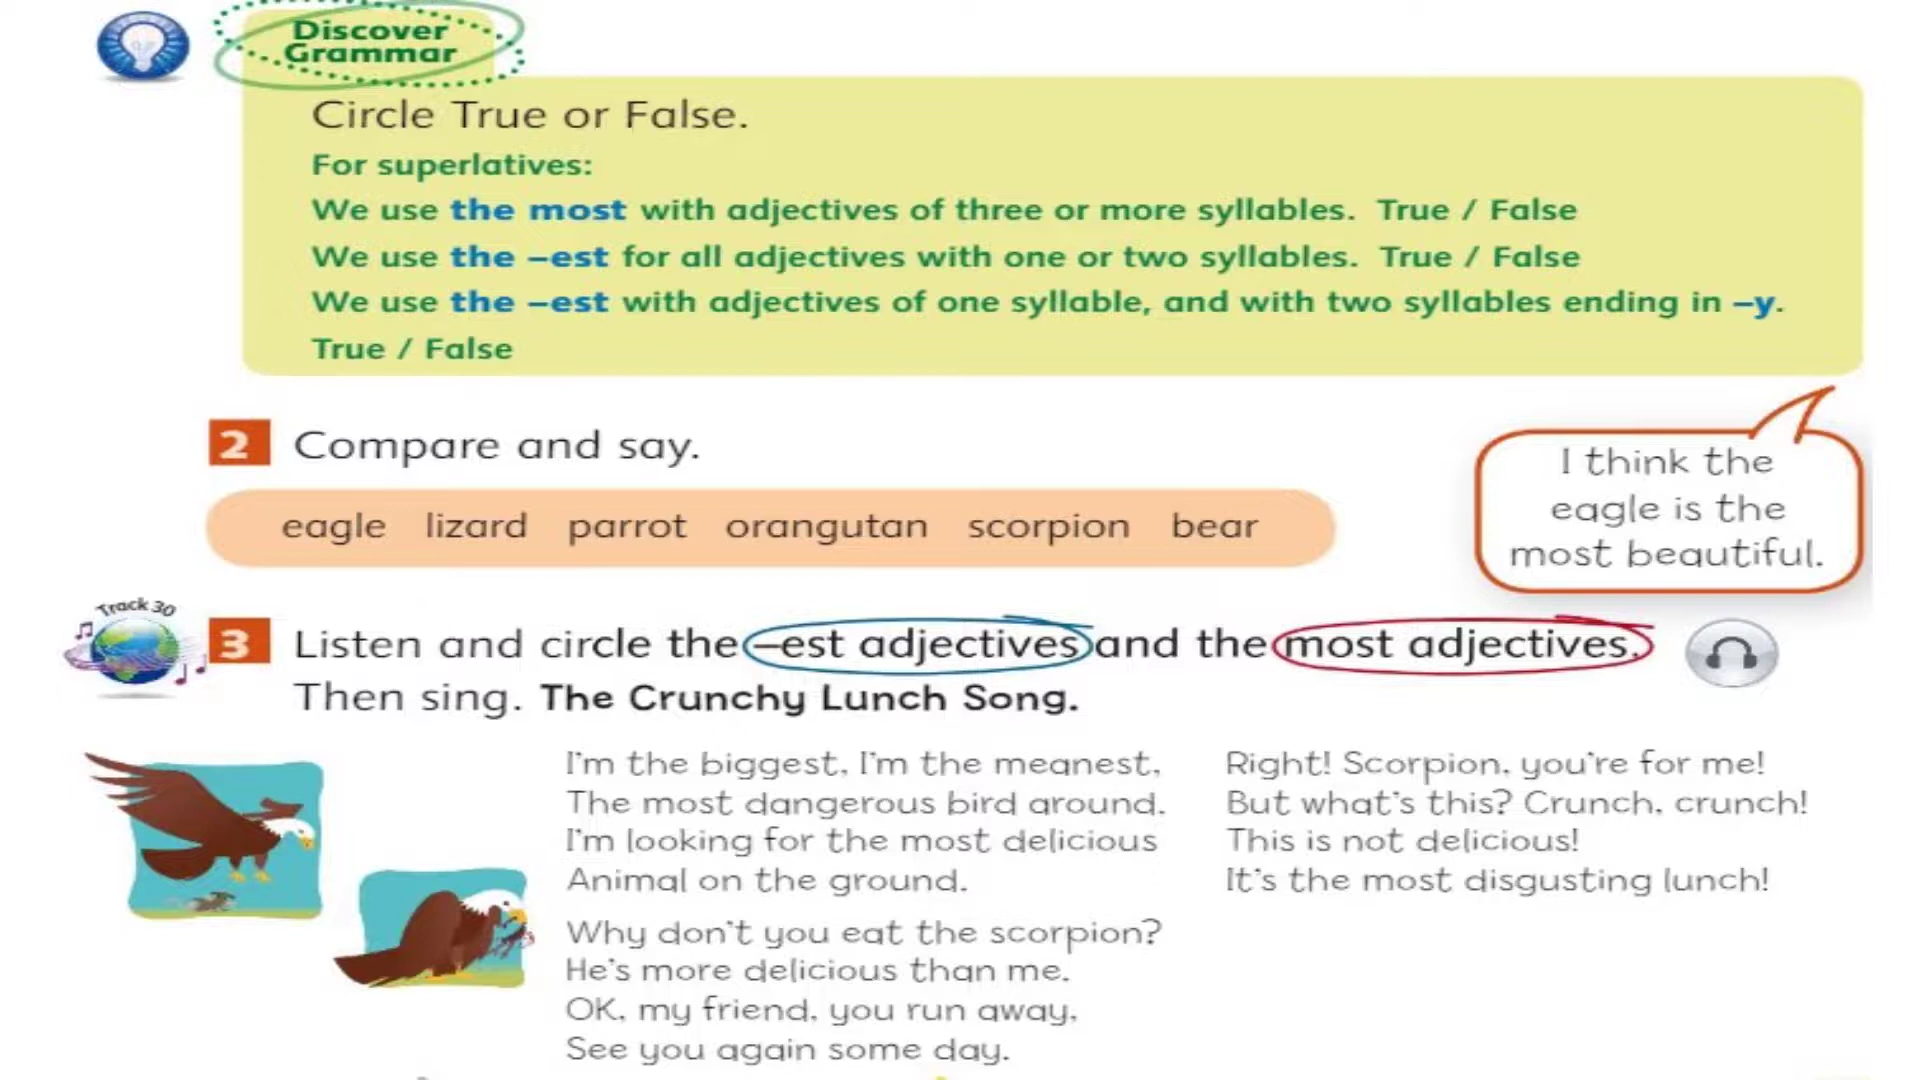 Discover
Grammar
Circle True or False.
For superlatives:
We use the most with adjectives of three or more syllables. True / False
We use the –est for all adjectives with one or two syllables. True / False
We use the –est with adjectives of one syllable, and with two syllables ending in –y.
True / False
2 Compare and say.
eagle lizard parrot orangutan scorpion bear
I think the
eagle is the
most beautiful.
Track 30
3 Listen and circle the –est adjectives and the most adjectives.
Then sing. The Crunchy Lunch Song.
I'm the biggest, I'm the meanest,
The most dangerous bird around.
I'm looking for the most delicious
Animal on the ground.
Why don't you eat the scorpion?
He's more delicious than me.
OK, my friend, you run away,
See you again some day.
Right! Scorpion, you're for me!
But what's this? Crunch, crunch!
This is not delicious!
It's the most disgusting lunch!